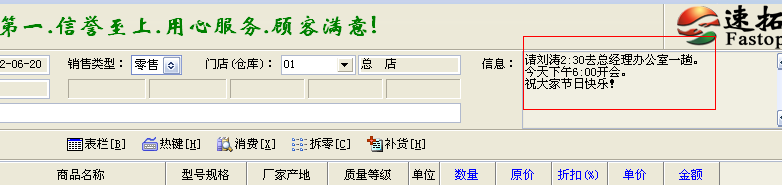 第一.信誉至上.用心服务.顾客满意!
速拓
Fastop
2-06-20
销售类型： 零售
门店(仓库)： 01 总 店
信息：
请刘涛2:30去总经理办公室一趟。
今天下午6:00开会。
祝大家节日快乐！
表栏[B] 热键[H] 消费[X] 拆零[C] 补货[H]
商品名称 型号规格 厂家产地 质量等级 单位 数量 原价 折扣(%) 单价 金额